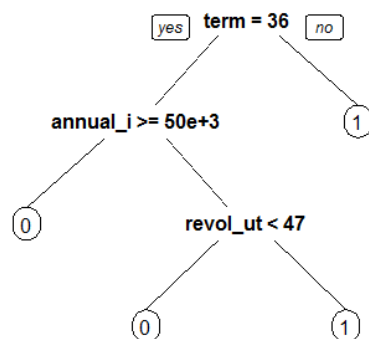 yes term = 36 no
annual_i >= 50e+3 1
0 revol_ut < 47
0 1